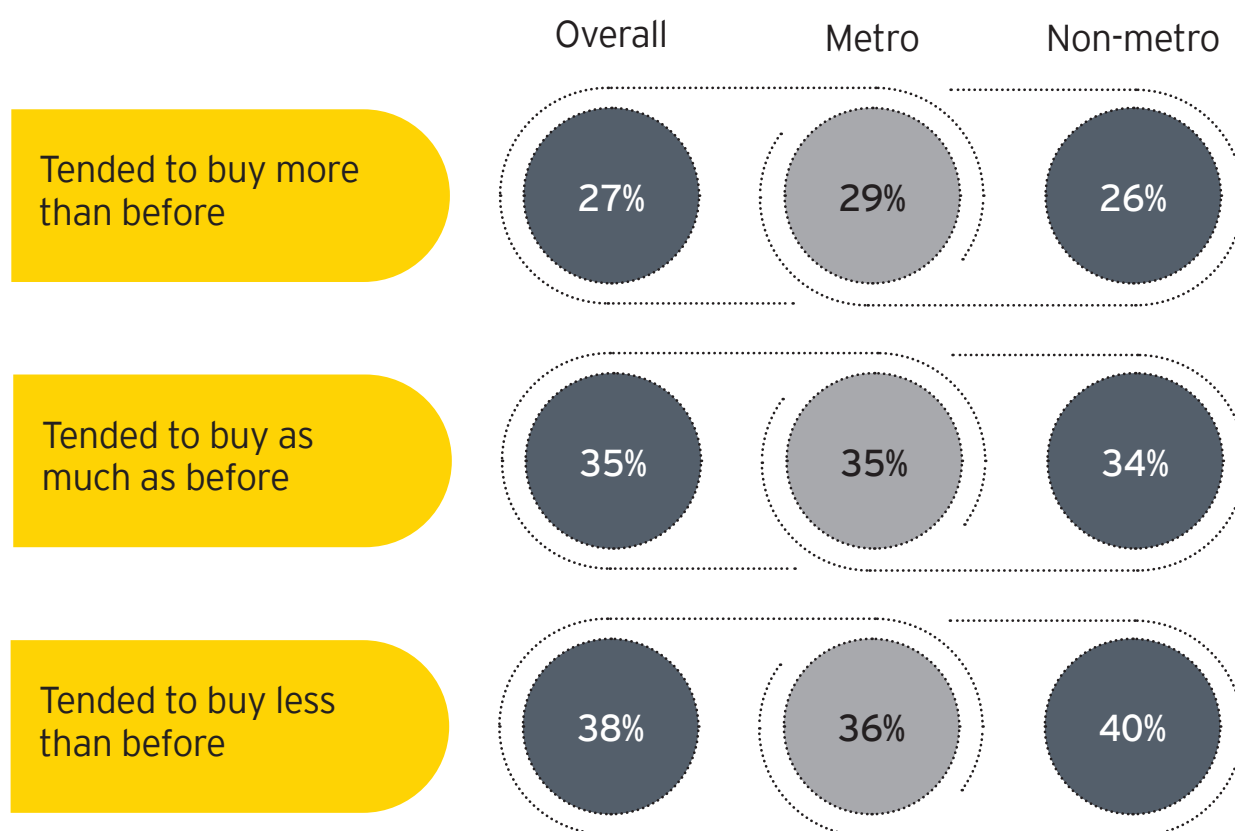 Overall Metro Non-metro
Tended to buy more
than before
27% 29% 26%
Tended to buy as
much as before
35% 35% 34%
Tended to buy less
than before
38% 36% 40%